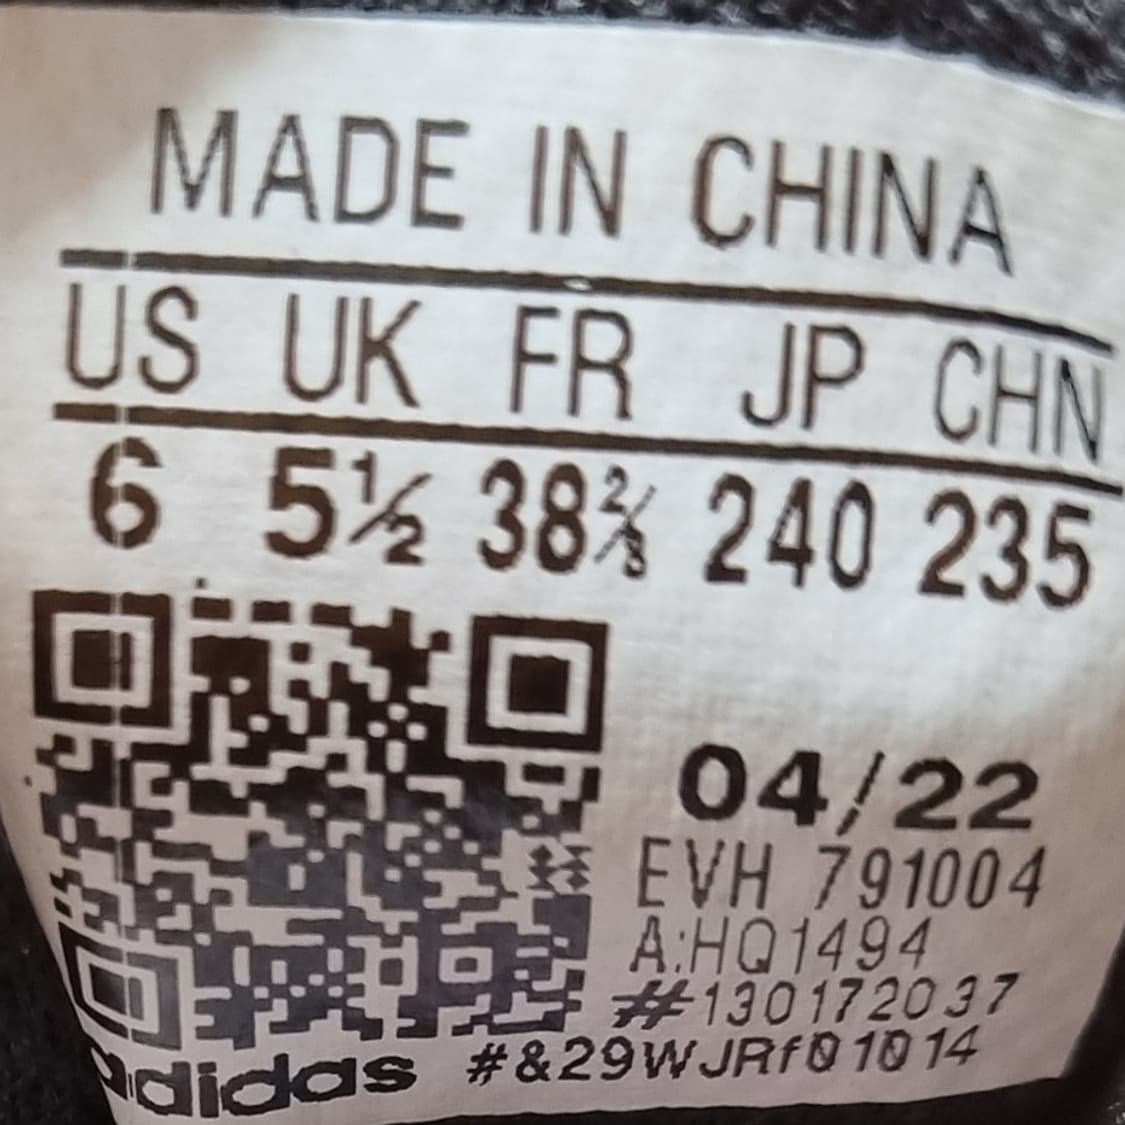 MADE IN CHINA
US UK FR JP CHN
6 5½ 38⅔ 240 235
04/22
EVH 791004
A:HQ1494
#130172037
adidas #&29WJRf01014